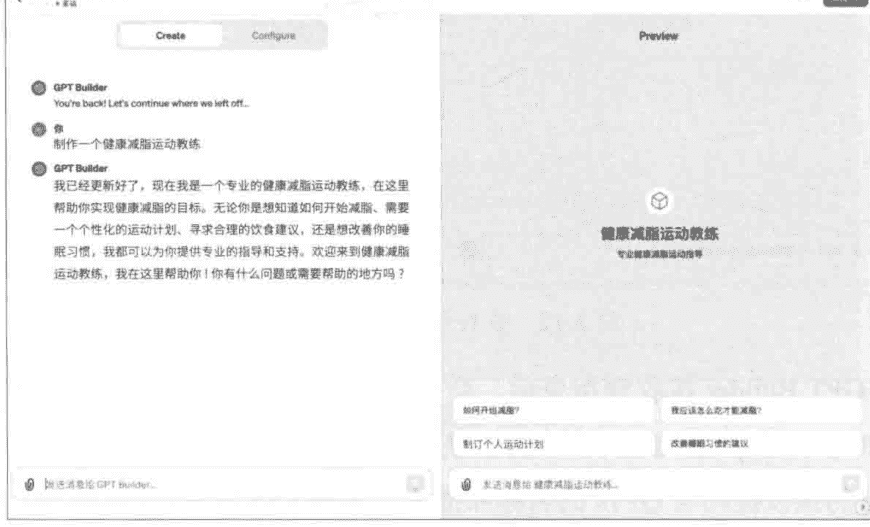 Create
Configure
GPT Builder
You're back! Let's continue where we left off...
你
制作一个健康减脂运动教练
GPT Builder
我已经更新好了，现在我是一个专业的健康减脂运动教练，在这里
帮助你实现健康减脂的目标。无论你是想知道如何开始减脂、需要
一个个性化的运动计划、寻求合理的饮食建议，还是想改善你的睡
眠习惯，我都可以为你提供专业的指导和支持。欢迎来到健康减脂
运动教练，我在这里帮助你！你有什么问题或需要帮助的地方吗？
发送消息给 GPT Builder...
Preview
健康减脂运动教练
专业健康减脂运动指导
如何开始减脂?
我应该怎么吃才能减脂?
制订个人运动计划
改善睡眠习惯的建议
发送消息给 健康减脂运动教练...